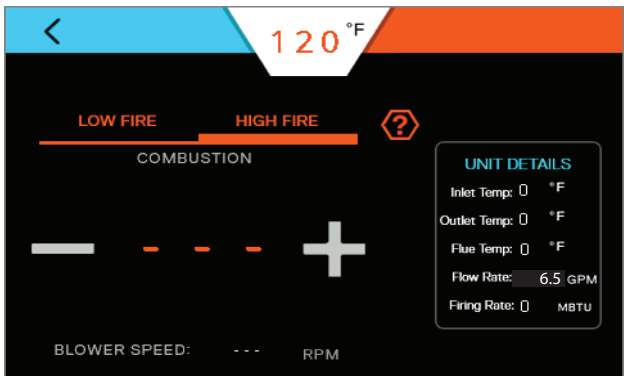 120°F
LOW FIRE HIGH FIRE ?
COMBUSTION
- - -
UNIT DETAILS
Inlet Temp: 0 °F
Outlet Temp: 0 °F
Flue Temp: 0 °F
Flow Rate: 6.5 GPM
Firing Rate: 0 MBTU
BLOWER SPEED: --- RPM